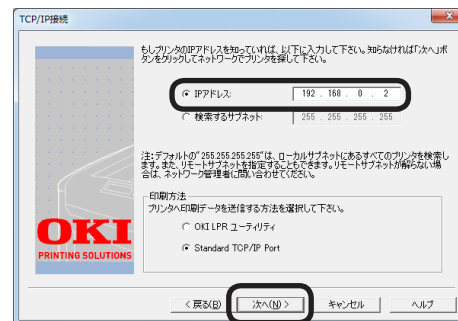 TCP/IP接続
もしプリンタのIPアドレスを知っていれば、以下に入力して下さい。知らなければ「次へ」ボ
タンをクリックしてネットワークでプリンタを探して下さい。
IPアドレス: 192 . 168 . 0 . 2
検索するサブネット: 255 . 255 . 255 . 255
注:デフォルトの"255.255.255.255"は、ローカルサブネットにあるすべてのプリンタを検索し
ます。また、リモートサブネットを指定することもできます。リモートサブネットが解らない場
合は、ネットワーク管理者に問い合わせてください。
印刷方法
プリンタへ印刷データを送信する方法を選択して下さい。
OKI LPR ユーティリティ
Standard TCP/IP Port
OKI
PRINTING SOLUTIONS
< 戻る(B) 次へ(N) > キャンセル ヘルプ